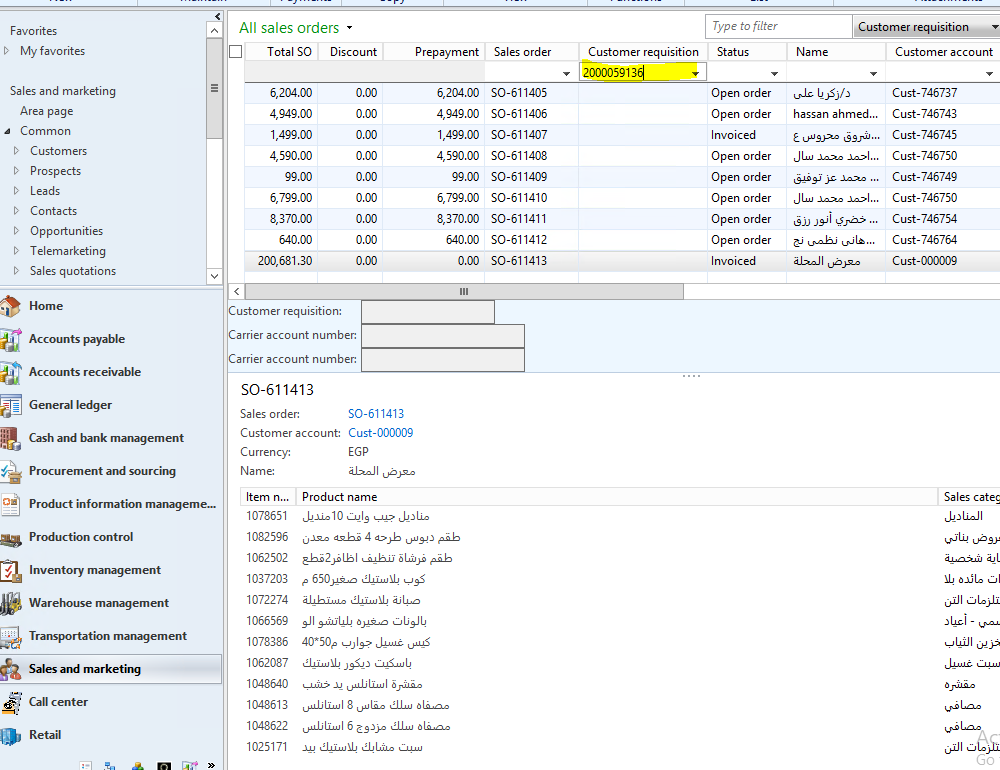 All sales orders
Type to filter
Customer requisition
Favorites
My favorites
Sales and marketing
Area page
Common
Customers
Prospects
Leads
Contacts
Opportunities
Telemarketing
Sales quotations
Home
Accounts payable
Accounts receivable
General ledger
Cash and bank management
Procurement and sourcing
Product information manageme...
Production control
Inventory management
Warehouse management
Transportation management
Sales and marketing
Call center
Retail
Total SO Discount Prepayment Sales order Customer requisition Status Name Customer account
2000059136
6,204.00 0.00 6,204.00 SO-611405 Open order د/زكريا على Cust-746737
4,949.00 0.00 4,949.00 SO-611406 Open order hassan ahmed... Cust-746743
1,499.00 0.00 1,499.00 SO-611407 Invoiced شروق محروس ع... Cust-746745
4,590.00 0.00 4,590.00 SO-611408 Open order احمد محمد سال... Cust-746750
99.00 0.00 99.00 SO-611409 Open order محمد عز توفيق ... Cust-746749
6,799.00 0.00 6,799.00 SO-611410 Open order احمد محمد سال... Cust-746750
8,370.00 0.00 8,370.00 SO-611411 Open order خضري أنور رزق ... Cust-746754
640.00 0.00 640.00 SO-611412 Open order هانى نظمى نج... Cust-746764
200,681.30 0.00 0.00 SO-611413 Invoiced معرض المحلة Cust-000009
Customer requisition:
Carrier account number:
Carrier account number:
SO-611413
Sales order: SO-611413
Customer account: Cust-000009
Currency: EGP
Name: معرض المحلة
Item n... Product name Sales categ
1078651 مناديل جيب وايت 10منديل المناديل
1082596 طقم دبوس طرحه 4 قطعه معدن روض بناتي
1062502 طقم فرشاة تنظيف اظافر2قطع اية شخصية
1037203 كوب بلاستيك صغير650 م ات مائده بلا
1072274 صبانة بلاستيك مستطيلة تلزمات التن
1066569 بالونات صغيره بلياتشو الو سمي - أعياد
1078386 كيس غسيل جوارب م50*40 خزين الثياب
1062087 باسكيت ديكور بلاستيك سبت غسيل
1048640 مقشرة استانلس يد خشب مقشره
1048613 مصفاه سلك مقاس 8 استانلس مصافي
1048622 مصفاه سلك مزدوج 6 استانلس مصافي
1025171 سبت مشابك بلاستيك بيد تلزمات التن